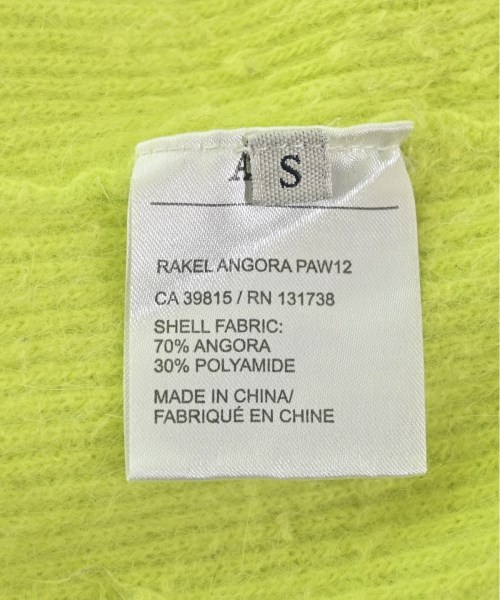 A S
RAKEL ANGORA PAW12
CA 39815 / RN 131738
SHELL FABRIC:
70% ANGORA
30% POLYAMIDE
MADE IN CHINA/
FABRIQUÉ EN CHINE